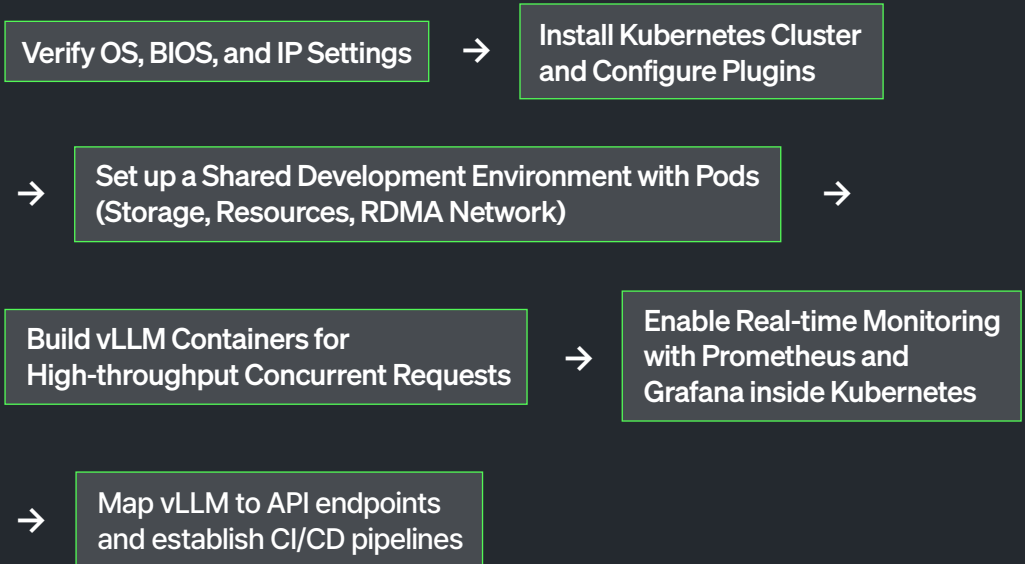 Verify OS, BIOS, and IP Settings
→
Install Kubernetes Cluster
and Configure Plugins
→
Set up a Shared Development Environment with Pods
(Storage, Resources, RDMA Network)
→
Build vLLM Containers for
High-throughput Concurrent Requests
→
Enable Real-time Monitoring
with Prometheus and
Grafana inside Kubernetes
→
Map vLLM to API endpoints
and establish CI/CD pipelines